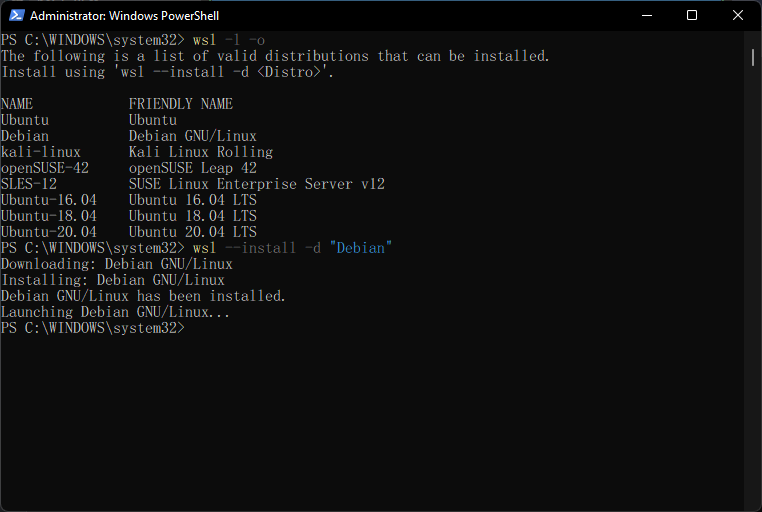 Administrator: Windows PowerShell
PS C:\WINDOWS\system32> wsl -l -o
The following is a list of valid distributions that can be installed.
Install using 'wsl --install -d <Distro>'.
NAME            FRIENDLY NAME
Ubuntu          Ubuntu
Debian          Debian GNU/Linux
kali-linux      Kali Linux Rolling
openSUSE-42     openSUSE Leap 42
SLES-12         SUSE Linux Enterprise Server v12
Ubuntu-16.04    Ubuntu 16.04 LTS
Ubuntu-18.04    Ubuntu 18.04 LTS
Ubuntu-20.04    Ubuntu 20.04 LTS
PS C:\WINDOWS\system32> wsl --install -d "Debian"
Downloading: Debian GNU/Linux
Installing: Debian GNU/Linux
Debian GNU/Linux has been installed.
Launching Debian GNU/Linux...
PS C:\WINDOWS\system32>